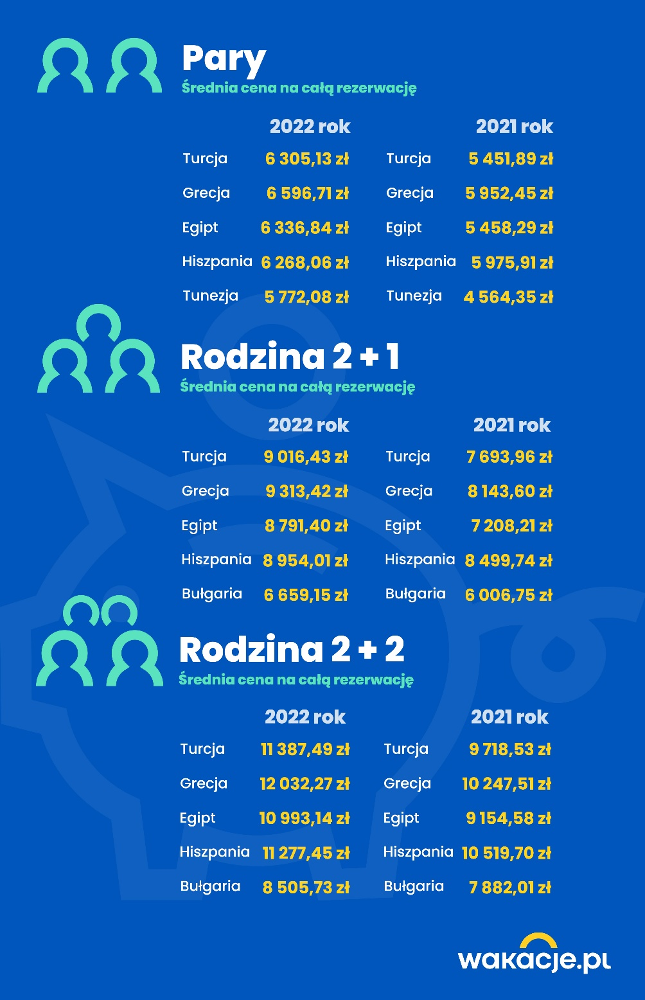 Pary
Średnia cena na całą rezerwację
2022 rok 2021 rok
Turcja 6 305,13 zł Turcja 5 451,89 zł
Grecja 6 596,71 zł Grecja 5 952,45 zł
Egipt 6 336,84 zł Egipt 5 458,29 zł
Hiszpania 6 268,06 zł Hiszpania 5 975,91 zł
Tunezja 5 772,08 zł Tunezja 4 564,35 zł
Rodzina 2 + 1
Średnia cena na całą rezerwację
2022 rok 2021 rok
Turcja 9 016,43 zł Turcja 7 693,96 zł
Grecja 9 313,42 zł Grecja 8 143,60 zł
Egipt 8 791,40 zł Egipt 7 208,21 zł
Hiszpania 8 954,01 zł Hiszpania 8 499,74 zł
Bułgaria 6 659,15 zł Bułgaria 6 006,75 zł
Rodzina 2 + 2
Średnia cena na całą rezerwację
2022 rok 2021 rok
Turcja 11 387,49 zł Turcja 9 718,53 zł
Grecja 12 032,27 zł Grecja 10 247,51 zł
Egipt 10 993,14 zł Egipt 9 154,58 zł
Hiszpania 11 277,45 zł Hiszpania 10 519,70 zł
Bułgaria 8 505,73 zł Bułgaria 7 882,01 zł
wakacje.pl